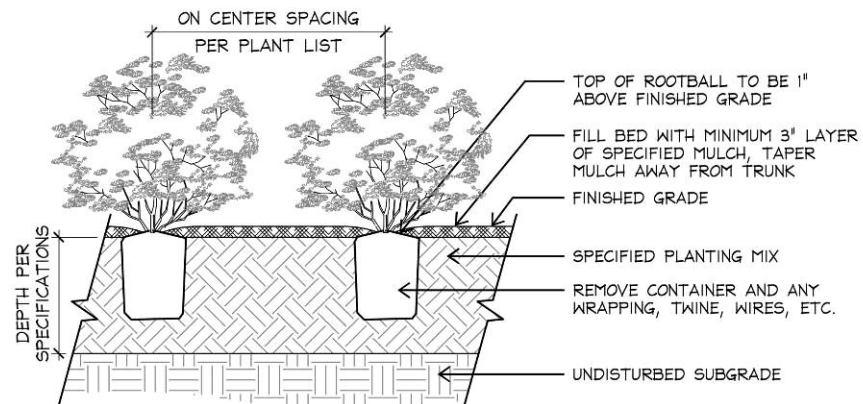 ON CENTER SPACING
PER PLANT LIST
TOP OF ROOTBALL TO BE 1"
ABOVE FINISHED GRADE
FILL BED WITH MINIMUM 3" LAYER
OF SPECIFIED MULCH, TAPER
MULCH AWAY FROM TRUNK
FINISHED GRADE
DEPTH PER
SPECIFICATIONS
SPECIFIED PLANTING MIX
REMOVE CONTAINER AND ANY
WRAPPING, TWINE, WIRES, ETC.
UNDISTURBED SUBGRADE